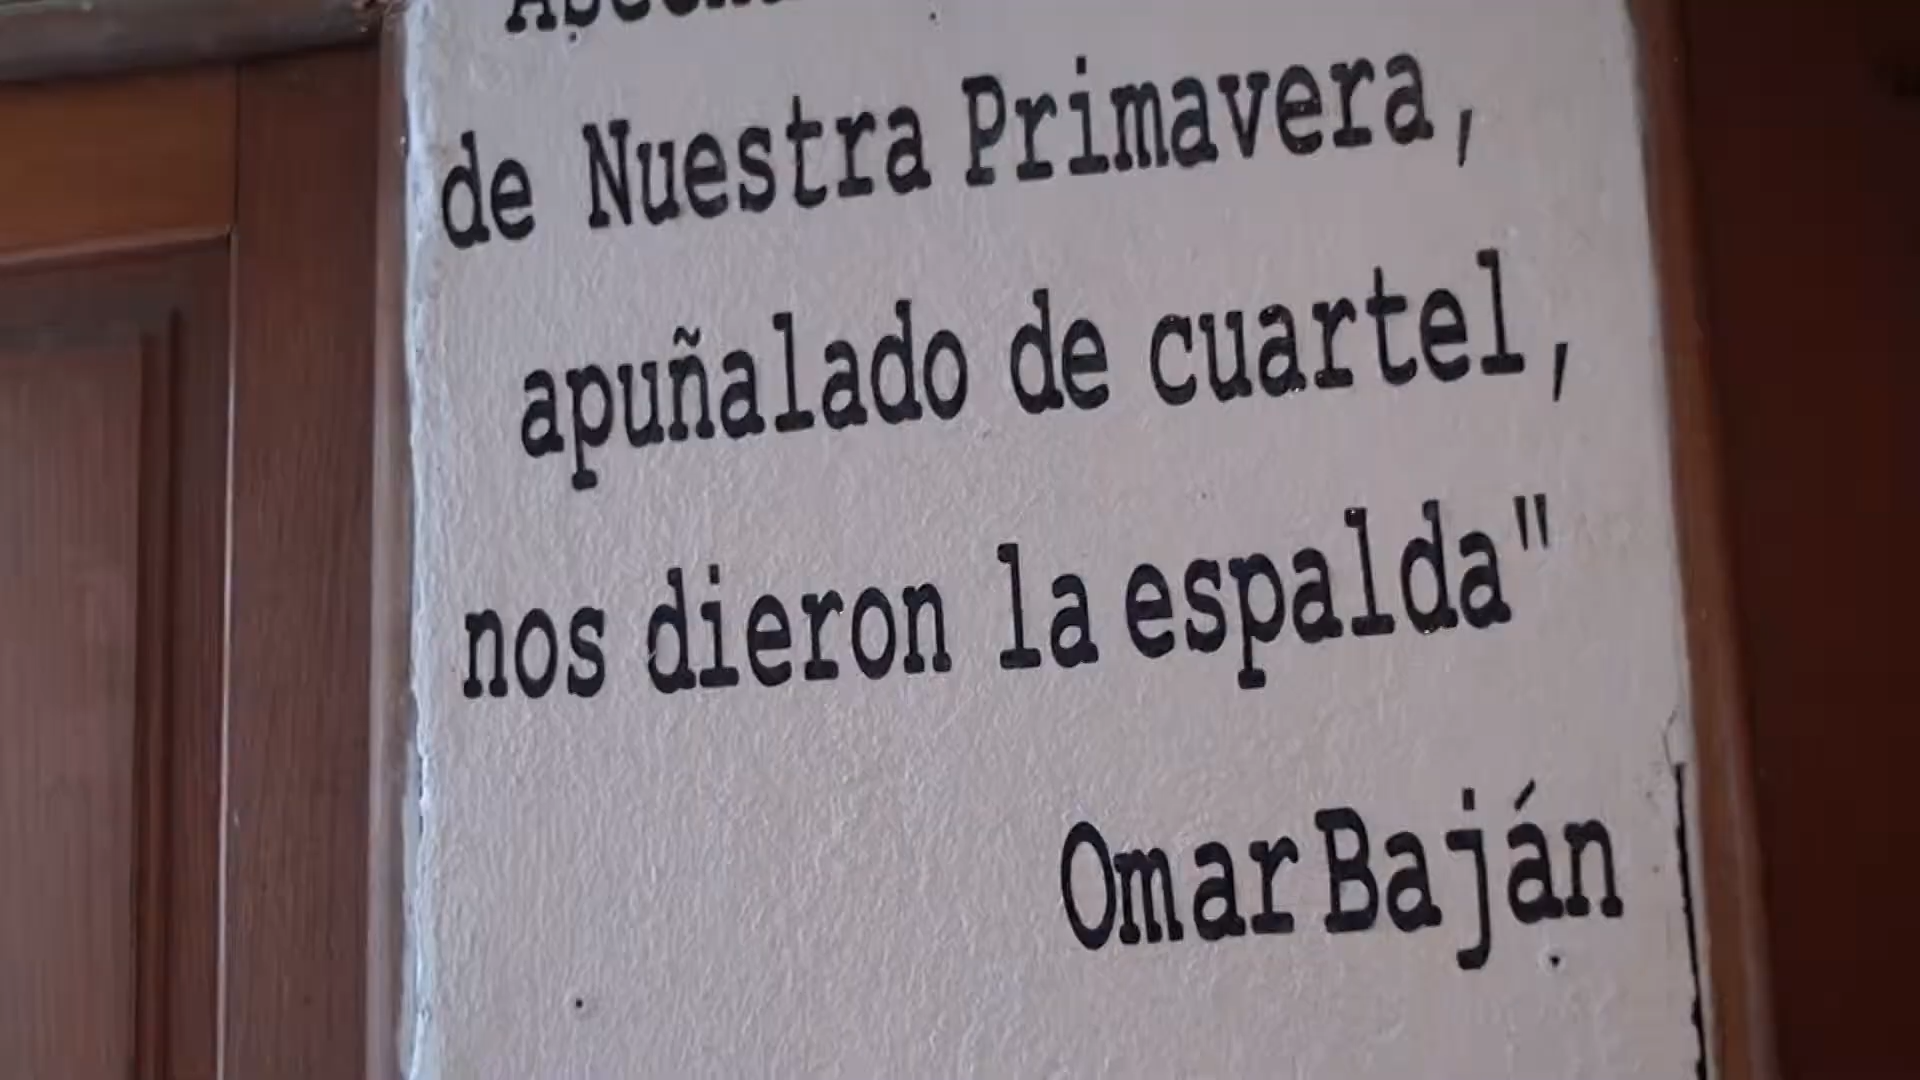 de Nuestra Primavera,
apuñalado de cuartel,
nos dieron la espalda"
Omar Baján